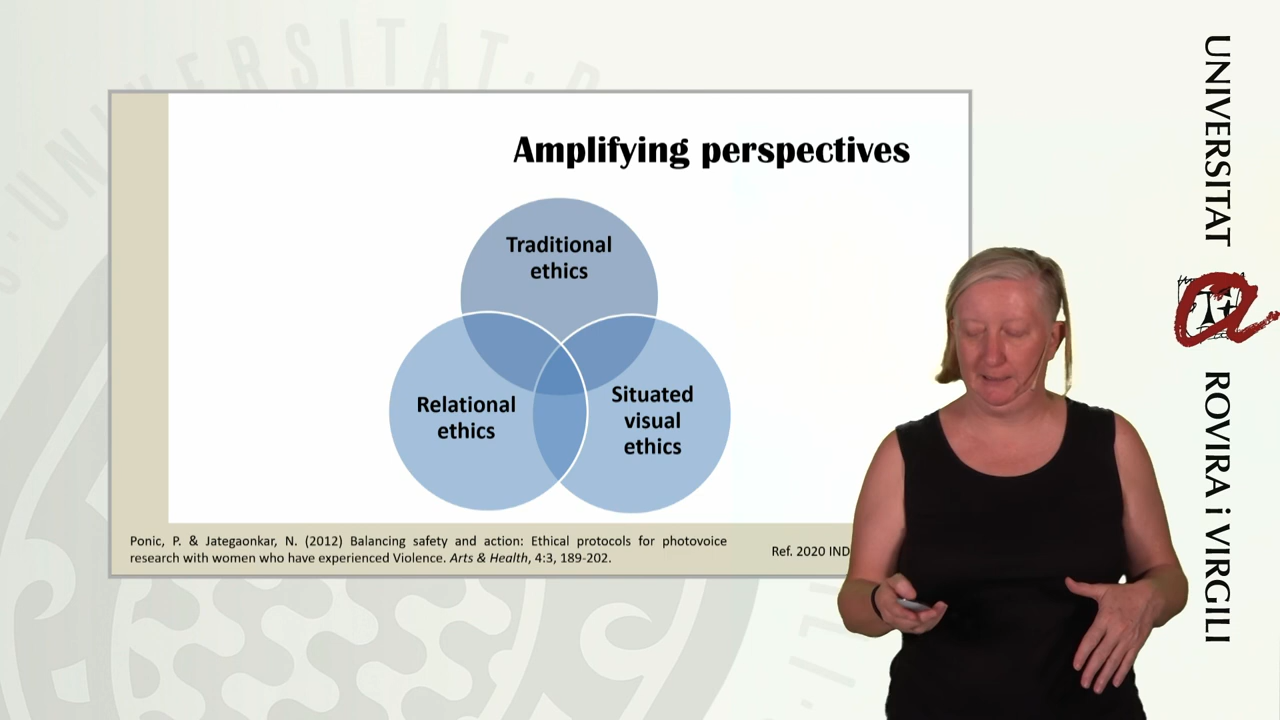 Amplifying perspectives
Traditional
ethics
Relational
ethics
Situated
visual
ethics
Ponic, P. & Jategaonkar, N. (2012) Balancing safety and action: Ethical protocols for photovoice
research with women who have experienced Violence. Arts & Health, 4:3, 189-202.
Ref. 2020 IND
UNIVERSITAT
ROVIRA i VIRGILI